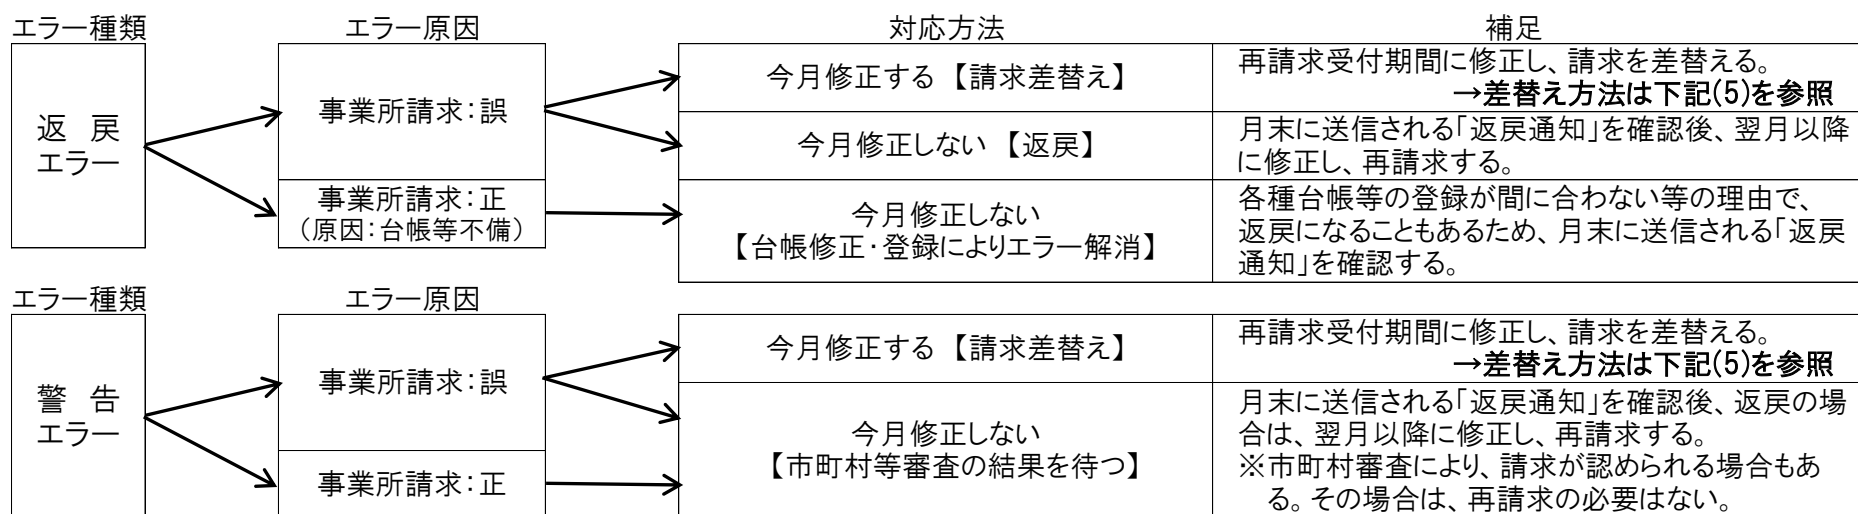 エラー種類
エラー原因
対応方法
補足
返　戻
エラー
事業所請求：誤
今月修正する 【請求差替え】
再請求受付期間に修正し、請求を差替える。
→差替え方法は下記(5)を参照
今月修正しない 【返戻】
月末に送信される「返戻通知」を確認後、翌月以降
に修正し、再請求する。
事業所請求：正
（原因：台帳等不備）
今月修正しない
【台帳修正・登録によりエラー解消】
各種台帳等の登録が間に合わない等の理由で、
返戻になることもあるため、月末に送信される「返戻
通知」を確認する。
エラー種類
エラー原因
警　告
エラー
事業所請求：誤
今月修正する 【請求差替え】
再請求受付期間に修正し、請求を差替える。
→差替え方法は下記(5)を参照
事業所請求：正
今月修正しない
【市町村等審査の結果を待つ】
月末に送信される「返戻通知」を確認後、返戻の場
合は、翌月以降に修正し、再請求する。
※市町村審査により、請求が認められる場合もあ
る。その場合は、再請求の必要はない。